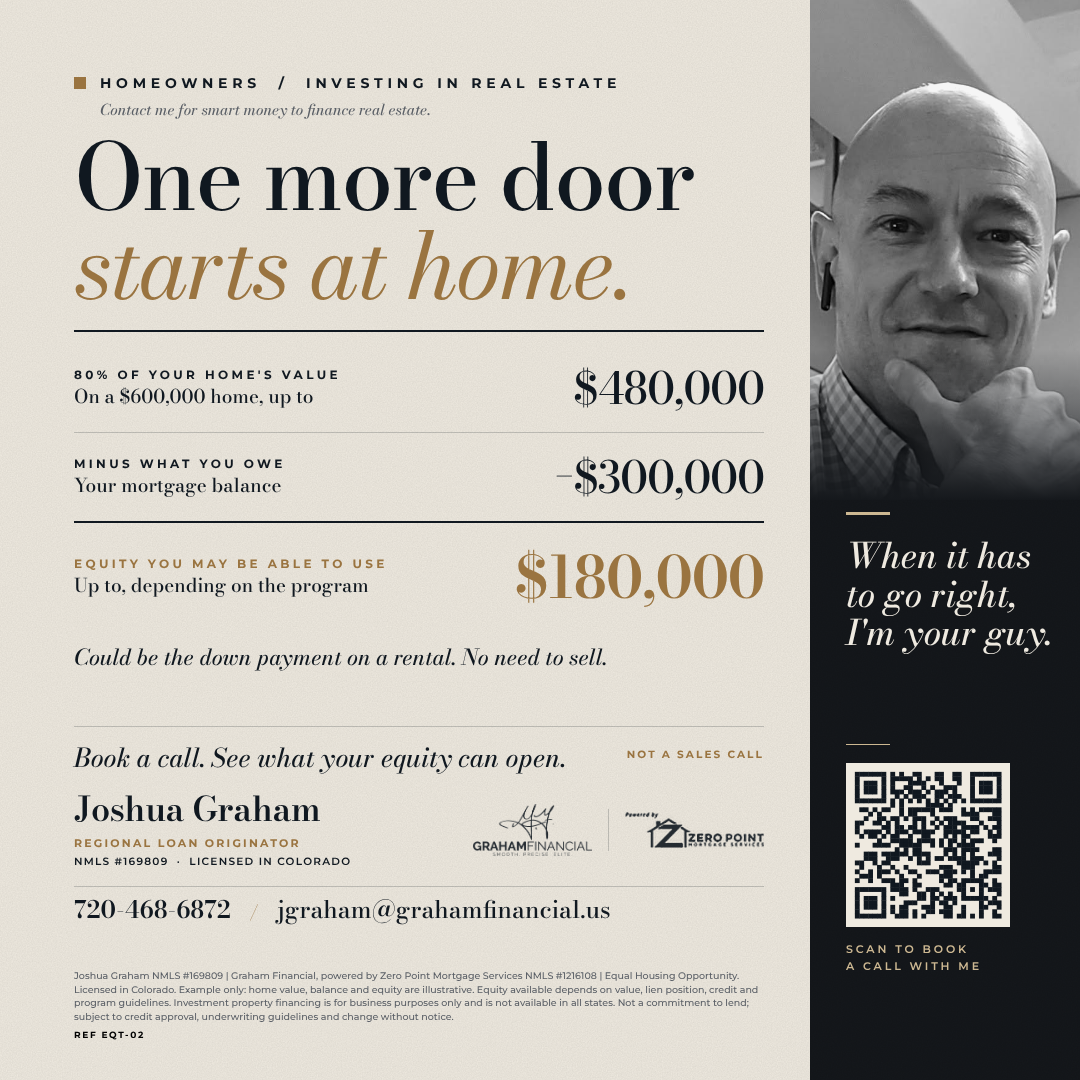 HOMEOWNERS / INVESTING IN REAL ESTATE
Contact me for smart money to finance real estate.
One more door
starts at home.
80% OF YOUR HOME'S VALUE
On a $600,000 home, up to
$480,000
MINUS WHAT YOU OWE
Your mortgage balance
–$300,000
EQUITY YOU MAY BE ABLE TO USE
Up to, depending on the program
$180,000
Could be the down payment on a rental. No need to sell.
Book a call. See what your equity can open.
NOT A SALES CALL
Joshua Graham
REGIONAL LOAN ORIGINATOR
NMLS #169809 · LICENSED IN COLORADO
GRAHAMFINANCIAL
SMOOTH. PRECISE. ELITE.
Powered by
ZERO POINT
MORTGAGE SERVICES
720-468-6872 / jgraham@grahamfinancial.us
Joshua Graham NMLS #169809 | Graham Financial, powered by Zero Point Mortgage Services NMLS #1216108 | Equal Housing Opportunity.
Licensed in Colorado. Example only: home value, balance and equity are illustrative. Equity available depends on value, lien position, credit and
program guidelines. Investment property financing is for business purposes only and is not available in all states. Not a commitment to lend;
subject to credit approval, underwriting guidelines and change without notice.
REF EQT-02
When it has
to go right,
I'm your guy.
SCAN TO BOOK
A CALL WITH ME